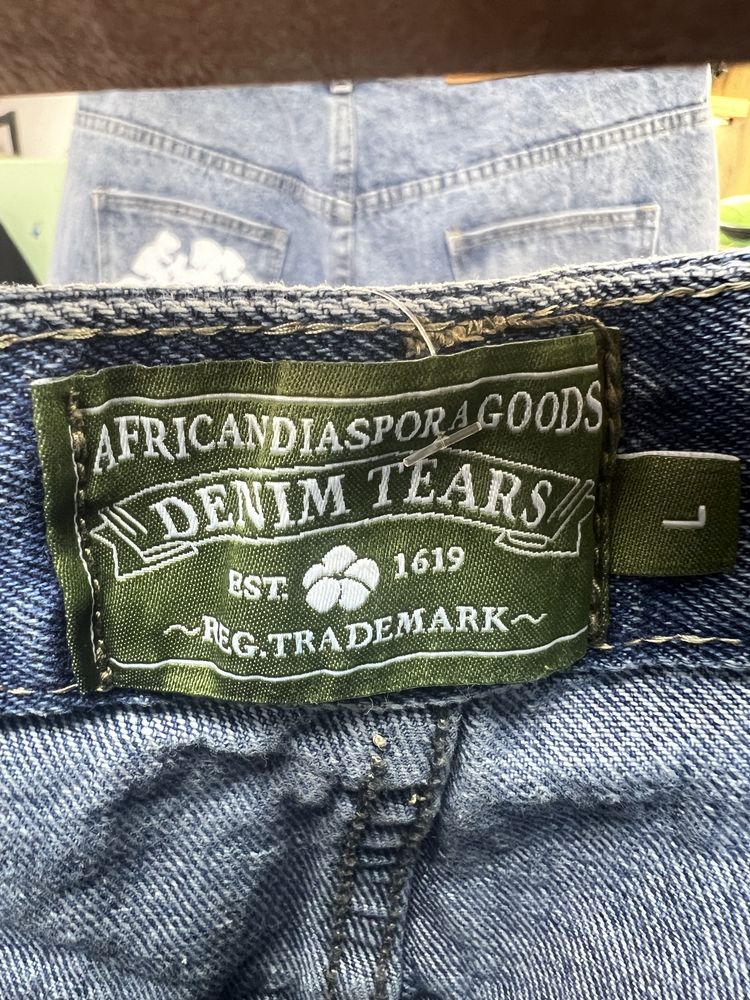 AFRICANDIASPORAGOODS
DENIM TEARS
EST. 1619
~REG.TRADEMARK~
L